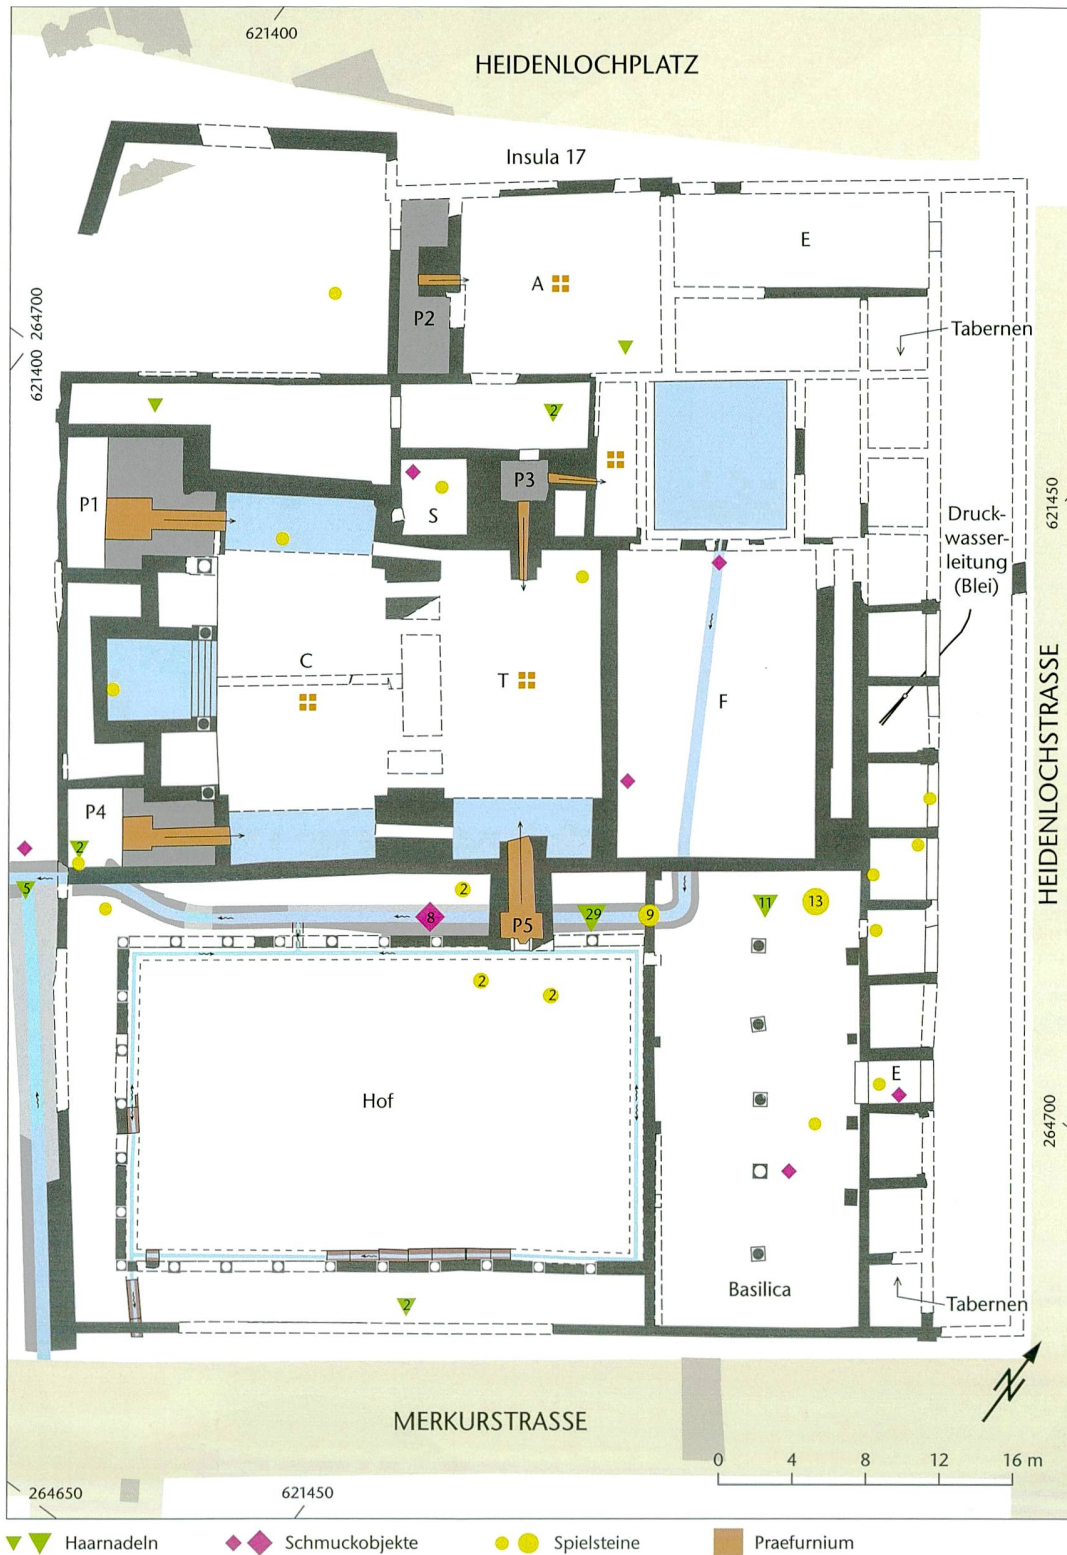 621400
HEIDENLOCHPLATZ
Insula 17
E
A
264700
621400
P2
Tabernen
2
P1
P3
S
621450
Druck-
wasser-
leitung
(Blei)
C
T
F
HEIDENLOCHSTRASSE
P4
2
5
2
8
P5
29
9
11
13
2
2
Hof
E
264700
Basilica
2
Tabernen
N
MERKURSTRASSE
0 4 8 12 16 m
264650
621450
Haarnadeln Schmuckobjekte Spielsteine Praefurnium